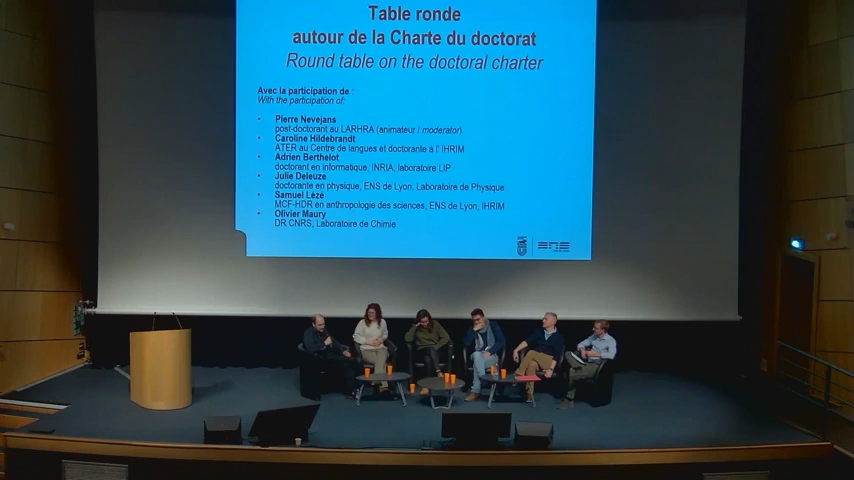 Table ronde
autour de la Charte du doctorat
Round table on the doctoral charter
Avec la participation de :
With the participation of:
• Pierre Nevejans
post-doctorant au LARHRA (animateur / moderator)
• Caroline Hildebrandt
ATER au Centre de langues et doctorante à l' IHRIM
• Adrien Berthelot
doctorant en informatique, INRIA, laboratoire LIP
• Julie Deleuze
doctorante en physique, ENS de Lyon, Laboratoire de Physique
• Samuel Lézé
MCF-HDR en anthropologie des sciences, ENS de Lyon, IHRIM
• Olivier Maury
DR CNRS, Laboratoire de Chimie
ENS